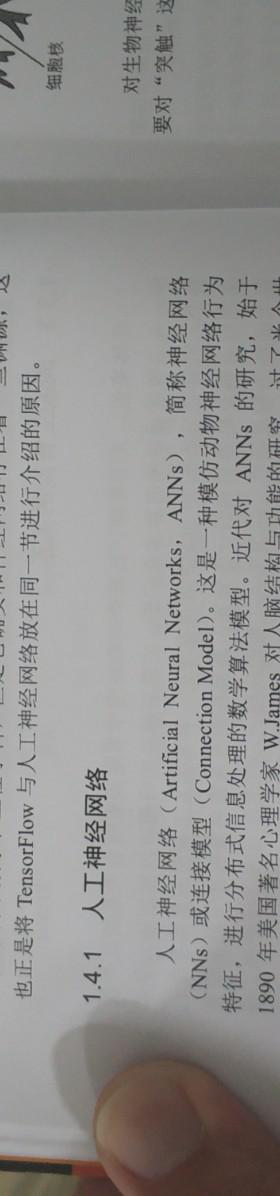 细胞核
对生物神经
要对“突触”这
也正是将 TensorFlow 与人工神经网络放在同一节进行介绍的原因。
1.4.1 人工神经网络
人工神经网络（Artificial Neural Networks, ANNs），简称神经网络
（NNs）或连接模型（Connection Model）。这是一种模仿动物神经网络行为
特征，进行分布式信息处理的数学算法模型。近代对 ANNs 的研究，始于
1890 年美国著名心理学家 W.James 对人脑结构与功能的研究